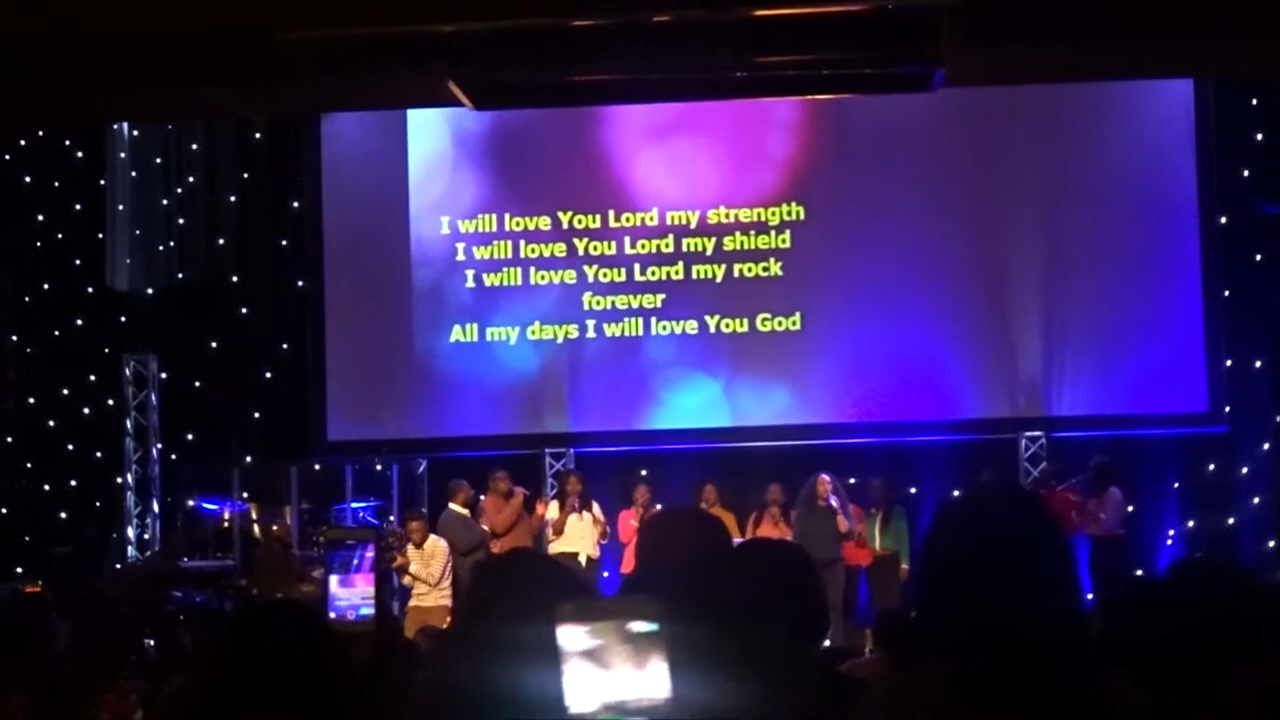 I will love You Lord my strength
I will love You Lord my shield
I will love You Lord my rock
forever
All my days I will love You God